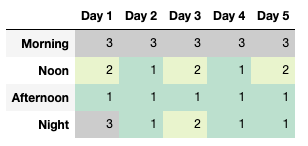 Day 1 Day 2 Day 3 Day 4 Day 5
Morning 3 3 3 3 3
Noon 2 1 2 1 2
Afternoon 1 1 1 1 1
Night 3 1 2 1 1